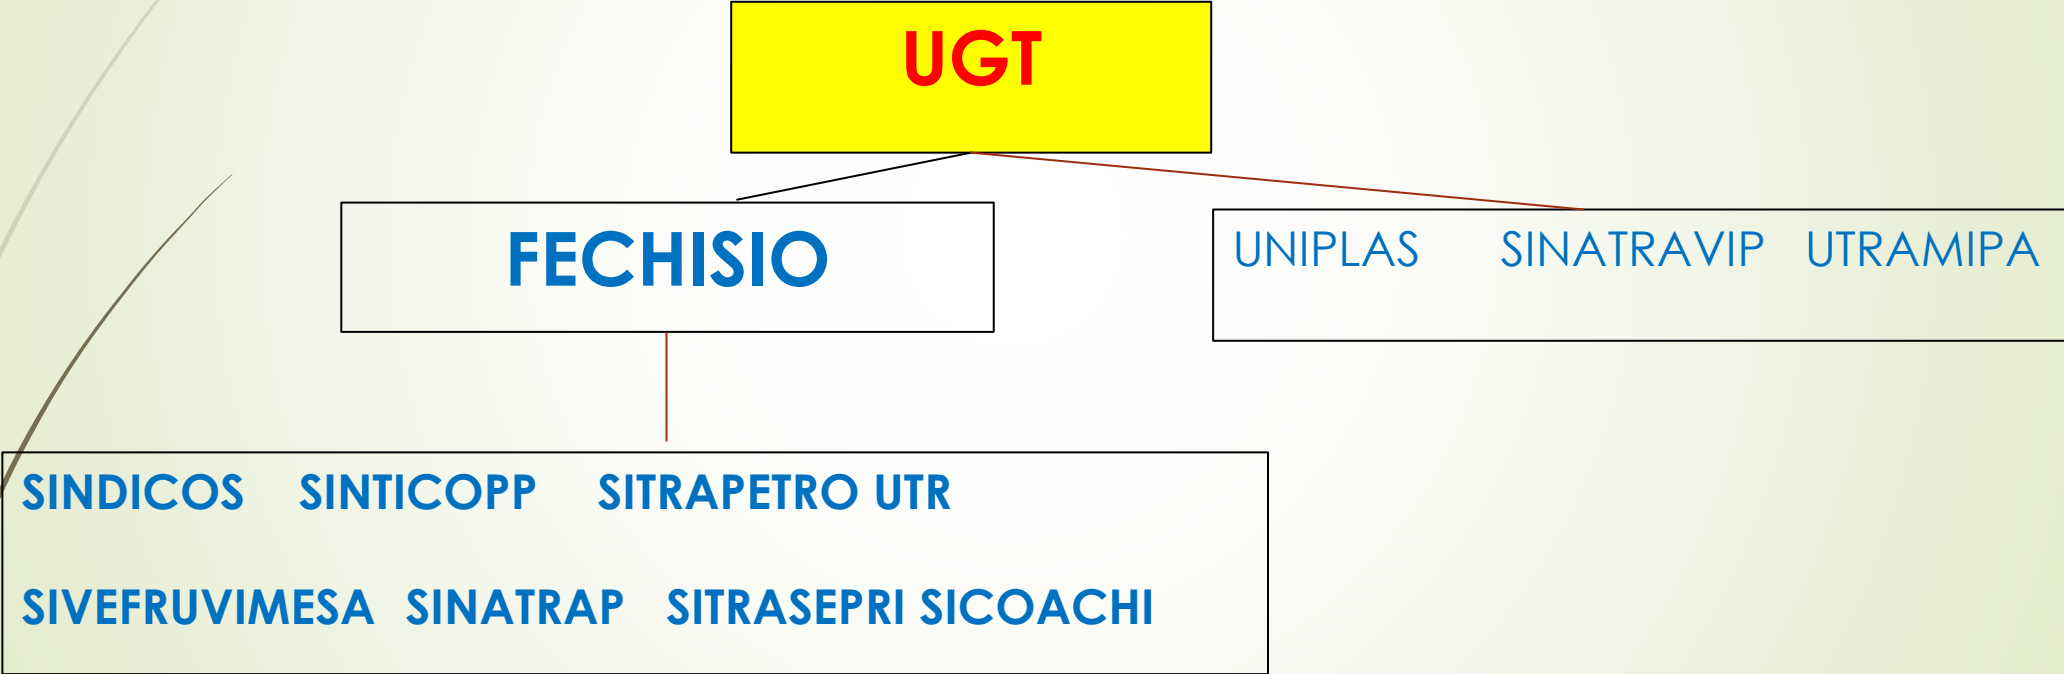 UGT
FECHISIO
UNIPLAS SINATRAVIP UTRAMIPA
SINDICOS SINTICOPP SITRAPETRO UTR
SIVEFRUVIMESA SINATRAP SITRASEPRI SICOACHI